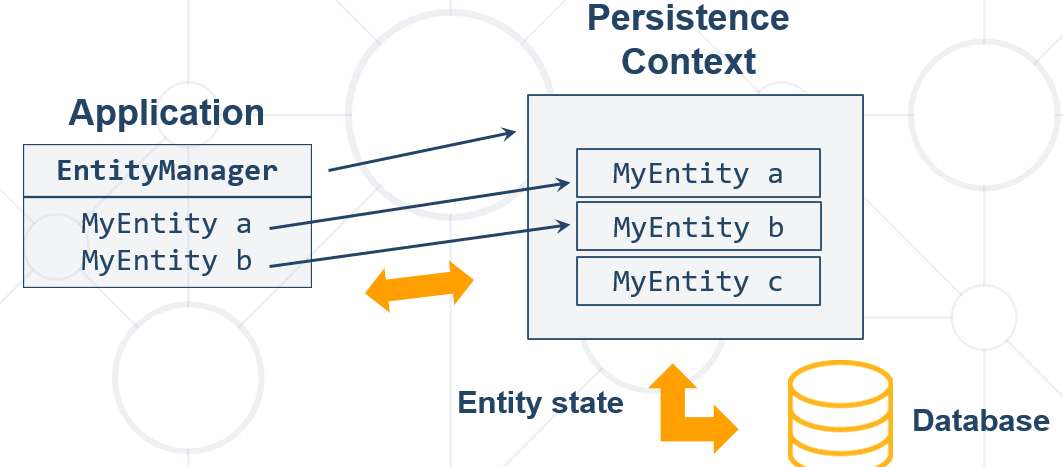 Persistence
Context
Application
EntityManager
MyEntity a
MyEntity b
MyEntity a
MyEntity b
MyEntity c
Entity state
Database